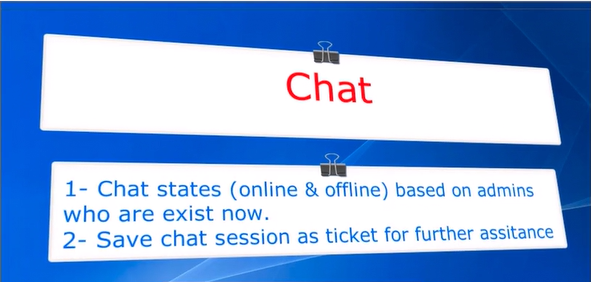 Chat
1- Chat states (online & offline) based on admins
who are exist now.
2- Save chat session as ticket for further assitance